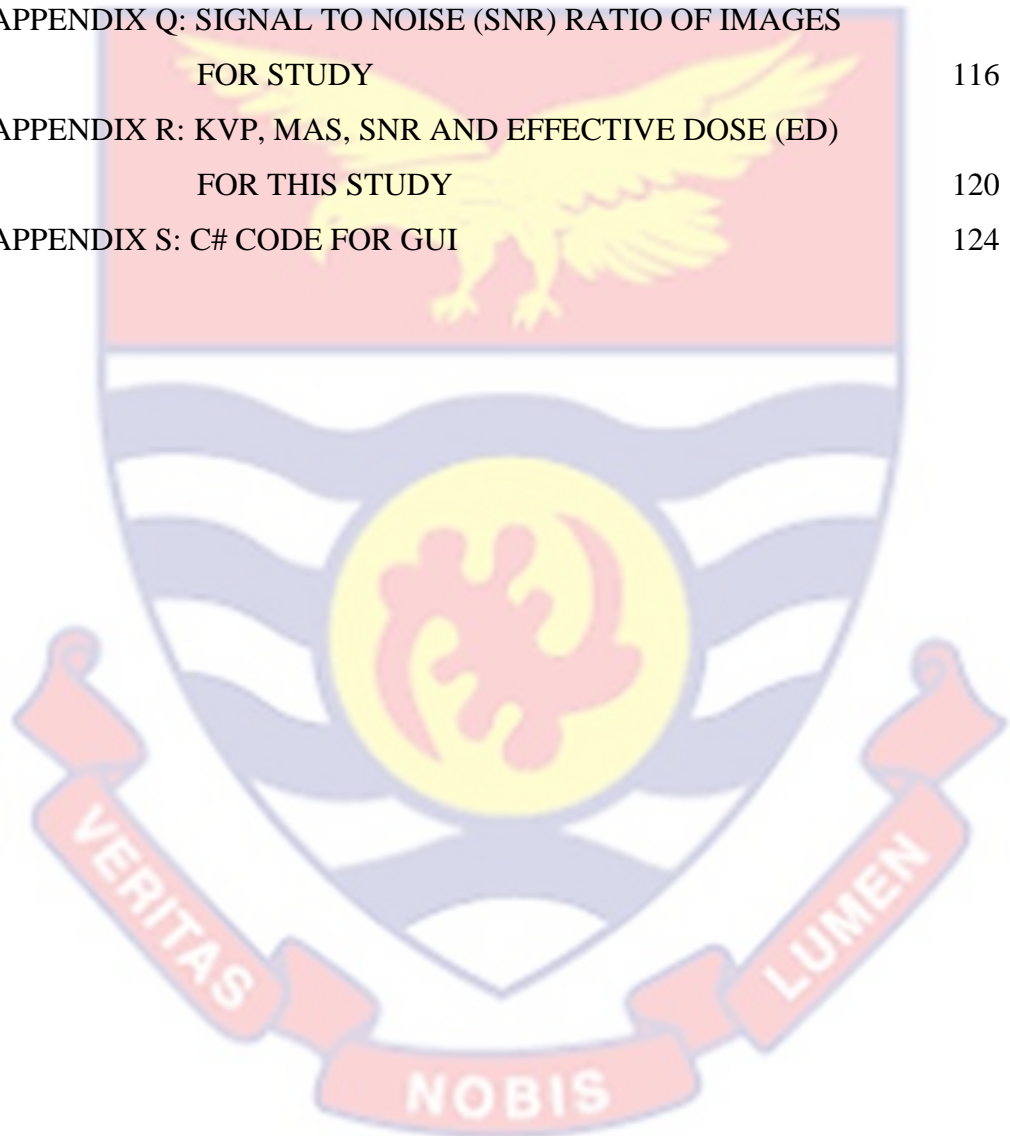 APPENDIX Q: SIGNAL TO NOISE (SNR) RATIO OF IMAGES
FOR STUDY 116
APPENDIX R: KVP, MAS, SNR AND EFFECTIVE DOSE (ED)
FOR THIS STUDY 120
APPENDIX S: C# CODE FOR GUI 124
VERITAS
NOBIS
LUMEN